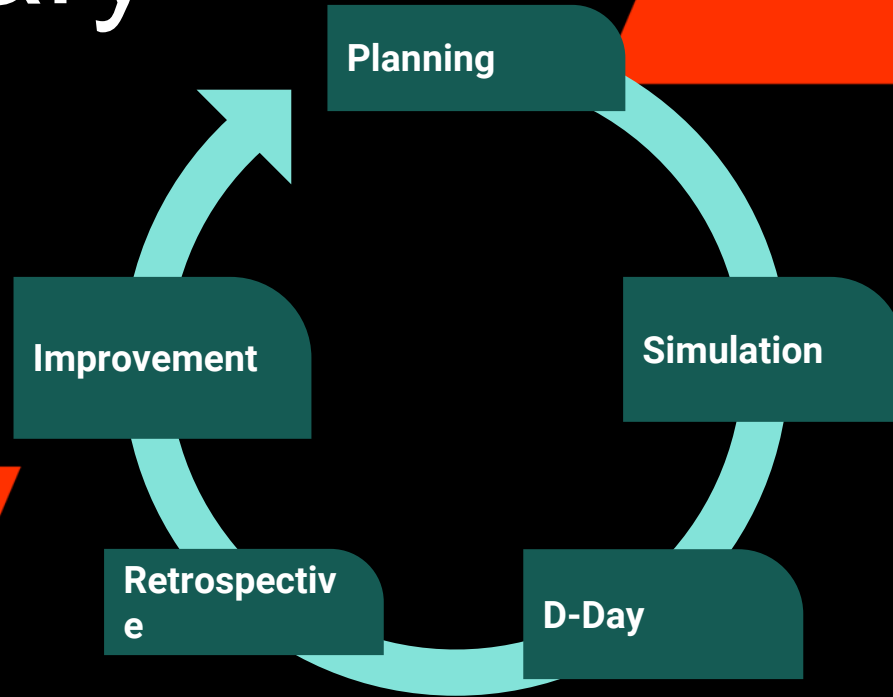 Planning
Simulation
Improvement
Retrospectiv
e
D-Day